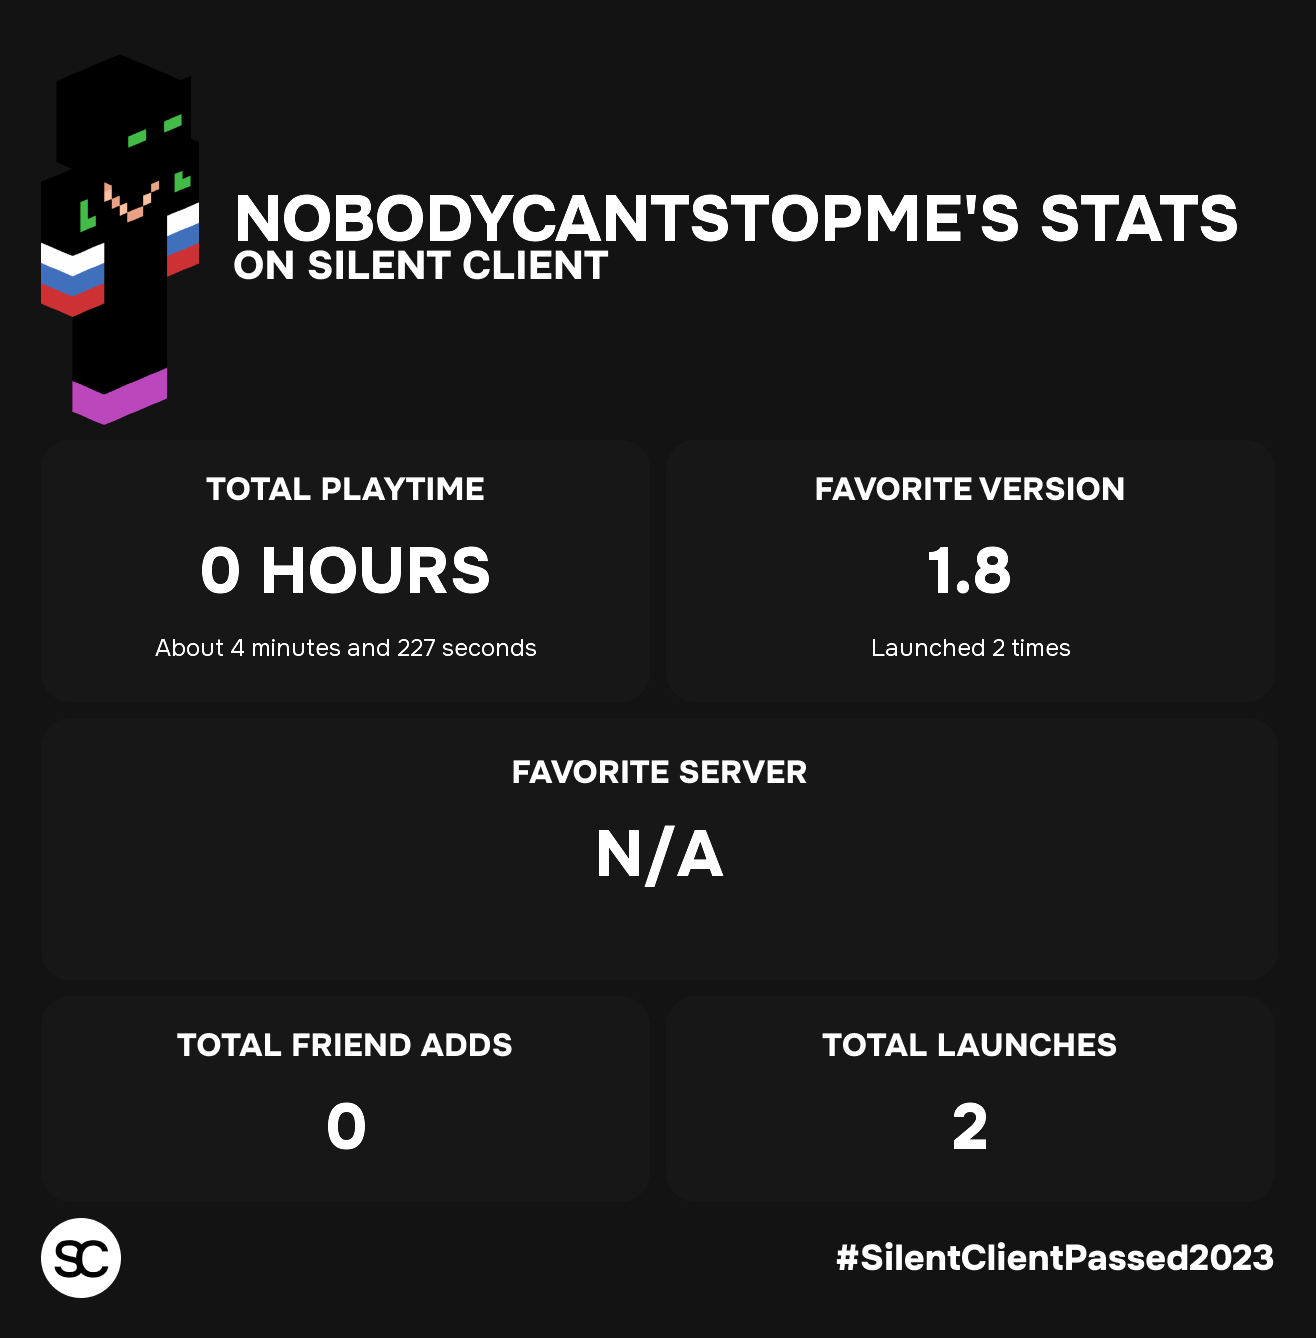 NOBODYCANTSTOPME'S STATS
ON SILENT CLIENT
TOTAL PLAYTIME
0 HOURS
About 4 minutes and 227 seconds
FAVORITE VERSION
1.8
Launched 2 times
FAVORITE SERVER
N/A
TOTAL FRIEND ADDS
0
TOTAL LAUNCHES
2
SC
#SilentClientPassed2023